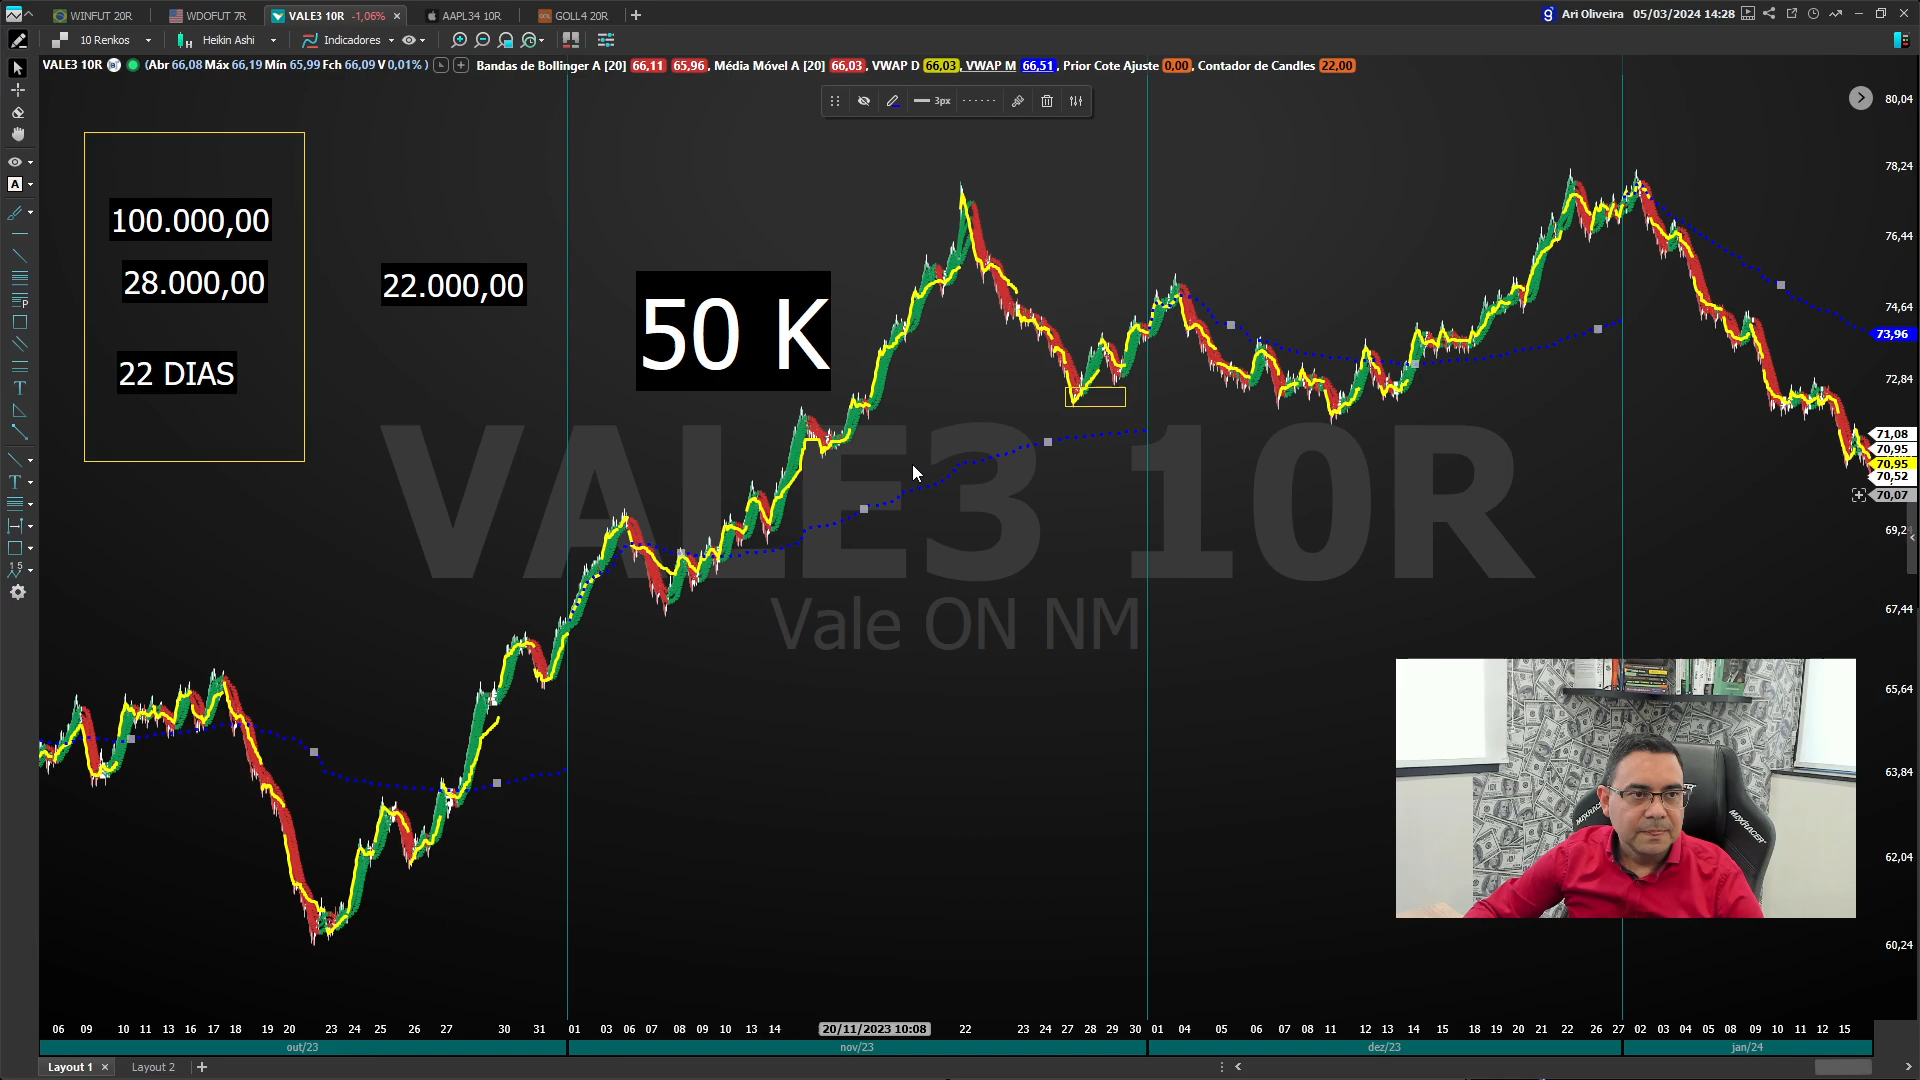 WINFUT 20R
WDOFUT 7R
VALE3 10R -1,06% ×
AAPL34 10R
GOLL4 20R
Ari Oliveira 05/03/2024 14:28
10 Renkos
Heikin Ashi
Indicadores
VALE3 10R (Abr 66,08 Máx 66,19 Mín 65,99 Fch 66,09 V 0,01% )
Bandas de Bollinger A [20] 66,11 65,96, Média Móvel A [20] 66,03, VWAP D 66,03, VWAP M 66,51, Prior Cote Ajuste 0,00, Contador de Candles 22,00
3px
100.000,00
28.000,00
22 DIAS
22.000,00
50 K
VALE3 10R
Vale ON NM
80,04
78,24
76,44
74,64
73,96
72,84
71,08
70,95
70,95
70,52
70,07
69,2
67,44
65,64
63,84
62,04
60,24
MAXRACER
MAXRACER
06 09 10 11 13 16 17 18 19 20 23 24 25 26 27 30 31 01 03 06 07 08 09 10 13 14 20/11/2023 10:08 22 23 24 27 28 29 30 01 04 05 06 07 08 11 12 13 14 15 18 19 20 21 22 26 27 02 03 04 05 08 09 10 11 12 15
out/23 nov/23 dez/23 jan/24
Layout 1 × Layout 2 +